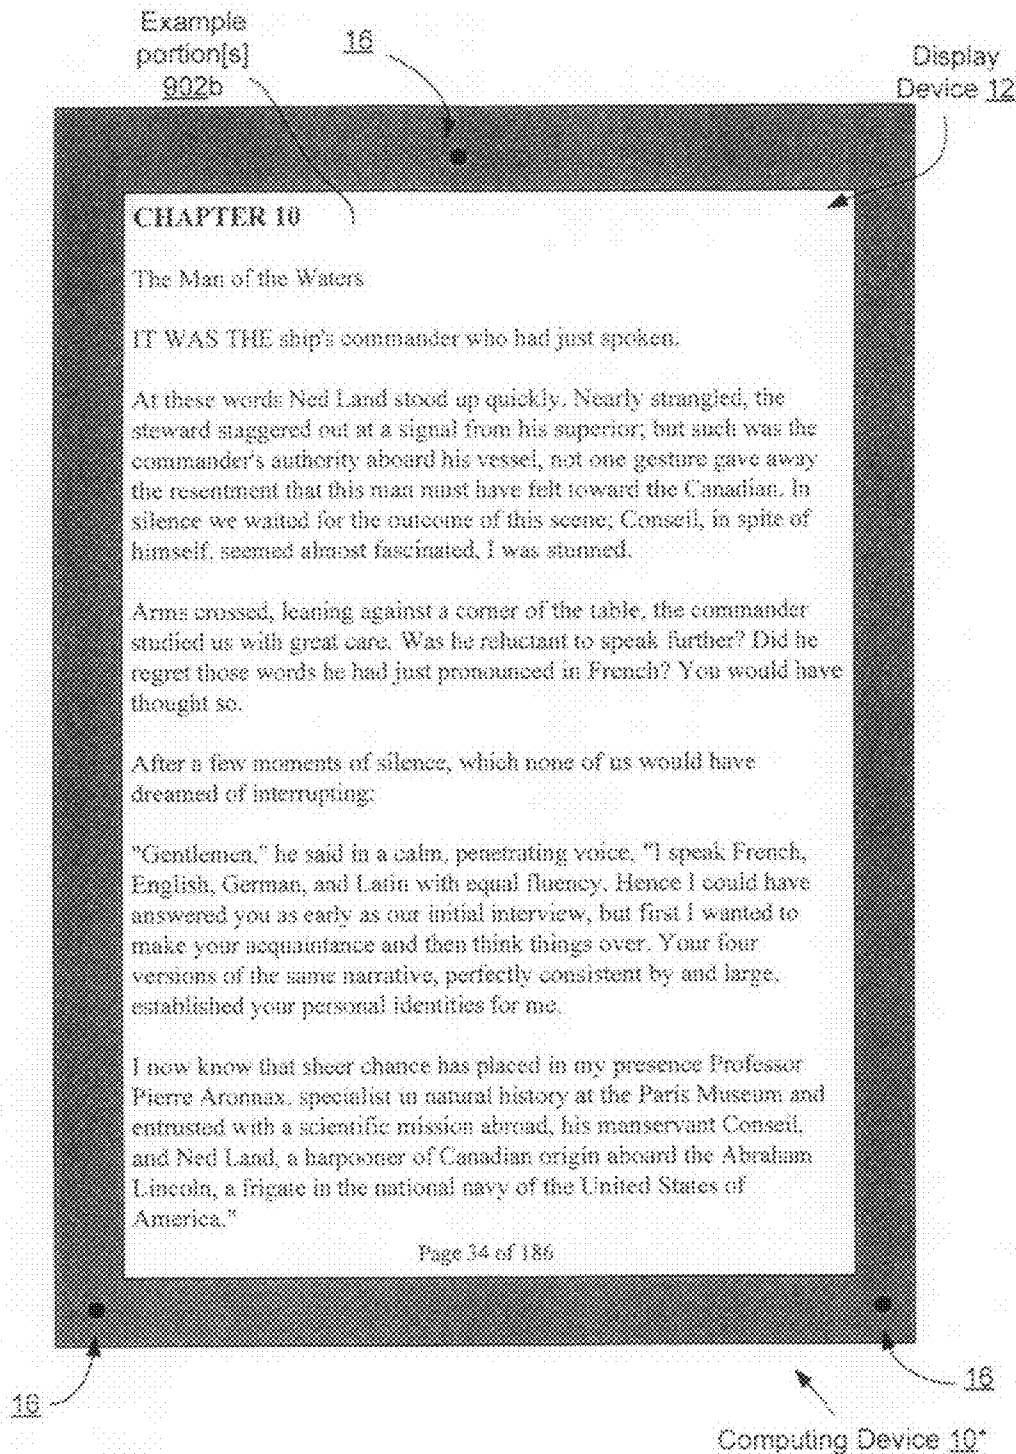 Example
portion[s]
902b
16
Display
Device 12
CHAPTER 10
The Man of the Waters
IT WAS THE ship's commander who had just spoken.
At these words Ned Land stood up quickly. Nearly strangled, the
steward staggered out at a signal from his superior; but such was the
commander's authority aboard his vessel, not one gesture gave away
the resentment that this man must have felt toward the Canadian. In
silence we waited for the outcome of this scene; Conseil, in spite of
himself, seemed almost fascinated, I was stunned.
Arms crossed, leaning against a corner of the table, the commander
studied us with great care. Was he reluctant to speak further? Did he
regret those words he had just pronounced in French? You would have
thought so.
After a few moments of silence, which none of us would have
dreamed of interrupting:
"Gentlemen," he said in a calm, penetrating voice, "I speak French,
English, German, and Latin with equal fluency. Hence I could have
answered you as early as our initial interview, but first I wanted to
make your acquaintance and then think things over. Your four
versions of the same narrative, perfectly consistent by and large,
established your personal identities for me.
I now know that sheer chance has placed in my presence Professor
Pierre Aronnax, specialist in natural history at the Paris Museum and
entrusted with a scientific mission abroad, his manservant Conseil,
and Ned Land, a harpooner of Canadian origin aboard the Abraham
Lincoln, a frigate in the national navy of the United States of
America."
Page 34 of 186
16
16
Computing Device 10*